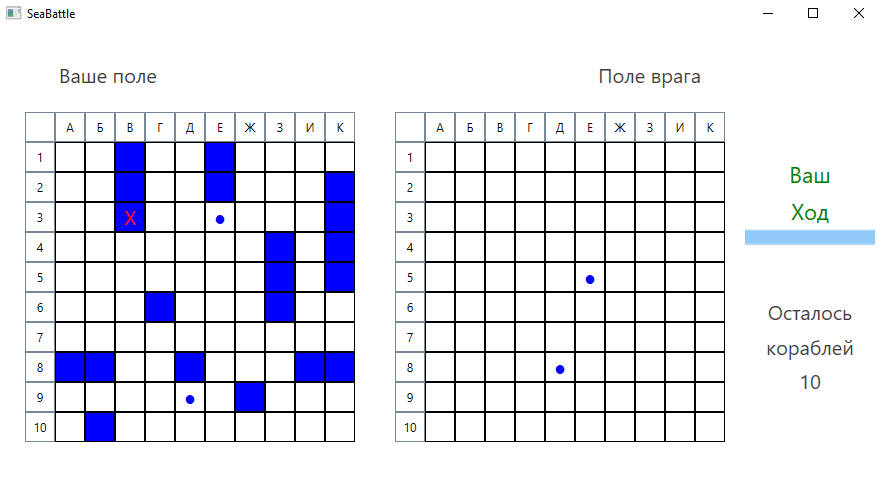 SeaBattle
Ваше поле
Поле врага
А Б В Г Д Е Ж З И К
А Б В Г Д Е Ж З И К
1
1
2
2
3
X
3
4
4
5
5
6
6
7
7
8
8
9
9
10
10
Ваш
Ход
Осталось
кораблей
10